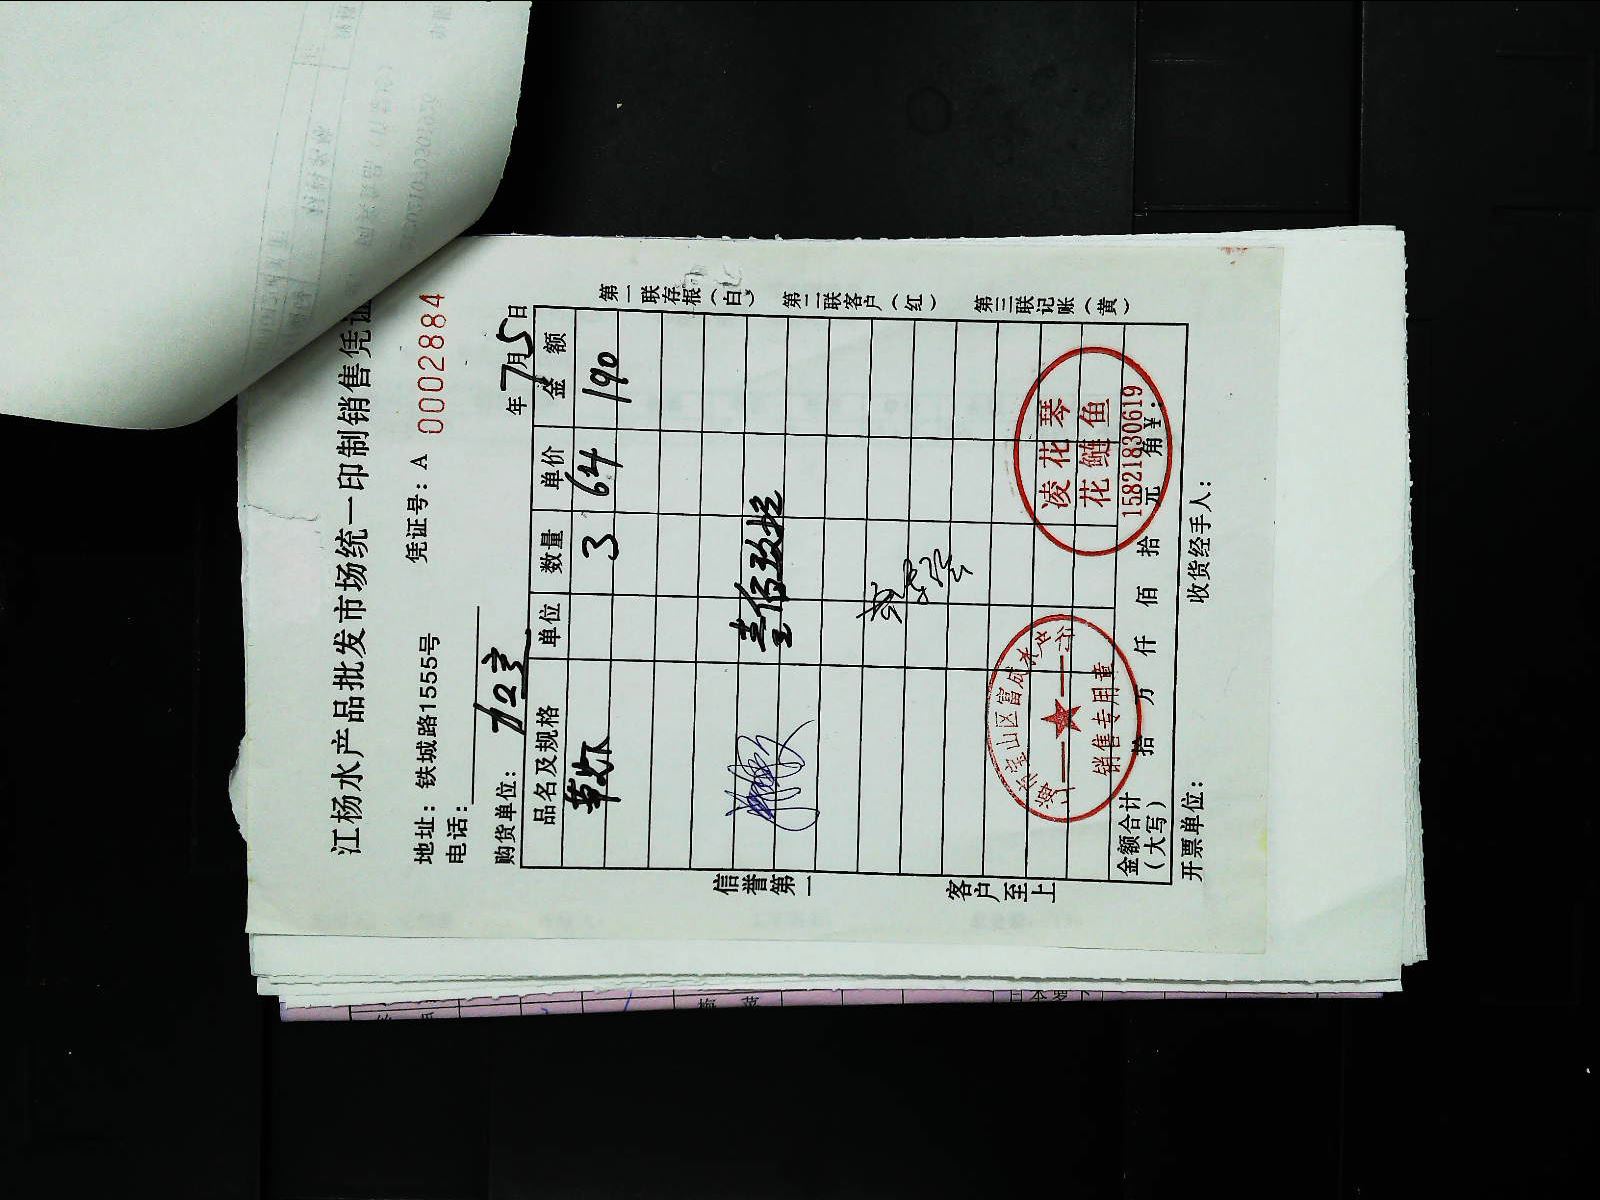 江杨水产品批发市场统一印制销售凭证
地址：铁城路1555号 凭证号：A 0002884
电话：
购货单位： 年7月5日
品名及规格 单位 数量 单价 金额
3 64 190
壹佰玖拾
信誉第一
客户至上
第一联存根（白）
第二联客户（红）
第三联记账（黄）
销售专用章
凌花琴
花鲢鱼
15821830619
金额合计（大写） 拾 万 仟 佰 拾 元 角 ¥：
开票单位： 收货经手人：